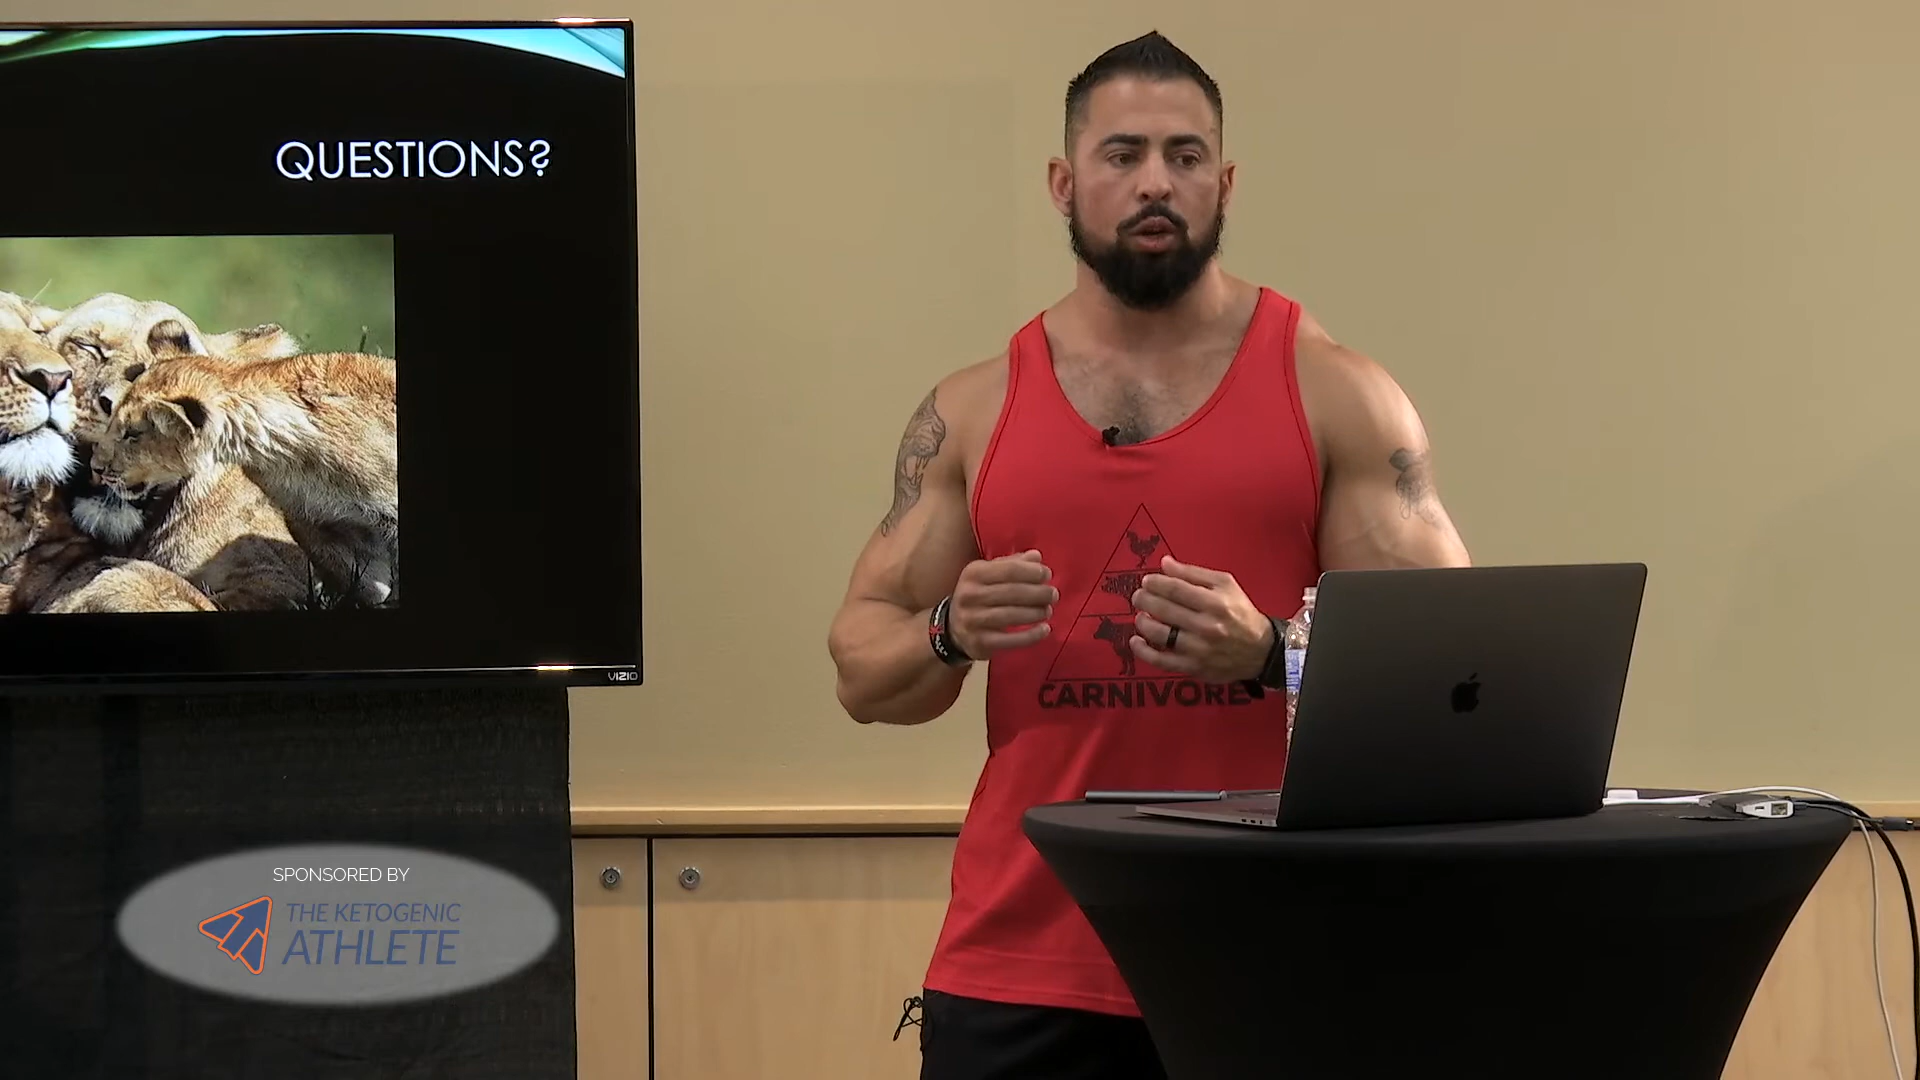 QUESTIONS?
VIZIO
CARNIVORE
SPONSORED BY
THE KETOGENIC
ATHLETE